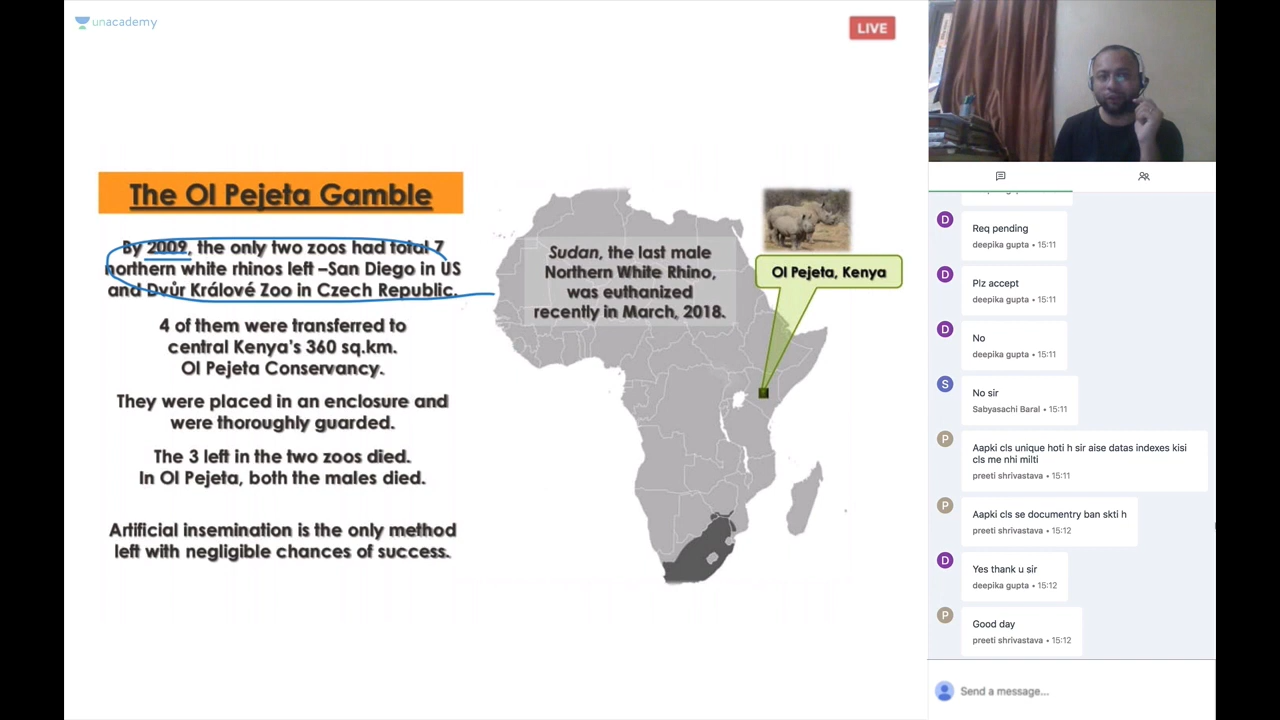 unacademy
LIVE
The Ol Pejeta Gamble
By 2009, the only two zoos had total 7
northern white rhinos left –San Diego in US
and Dvůr Králové Zoo in Czech Republic.
4 of them were transferred to
central Kenya's 360 sq.km.
Ol Pejeta Conservancy.
They were placed in an enclosure and
were thoroughly guarded.
The 3 left in the two zoos died.
In Ol Pejeta, both the males died.
Artificial insemination is the only method
left with negligible chances of success.
Sudan, the last male
Northern White Rhino,
was euthanized
recently in March, 2018.
Ol Pejeta, Kenya
D
Req pending
deepika gupta • 15:11
D
Plz accept
deepika gupta • 15:11
D
No
deepika gupta • 15:11
S
No sir
Sabyasachi Baral • 15:11
P
Aapki cls unique hoti h sir aise datas indexes kisi
cls me nhi milti
preeti shrivastava • 15:11
P
Aapki cls se documentry ban skti h
preeti shrivastava • 15:12
D
Yes thank u sir
deepika gupta • 15:12
P
Good day
preeti shrivastava • 15:12
Send a message...